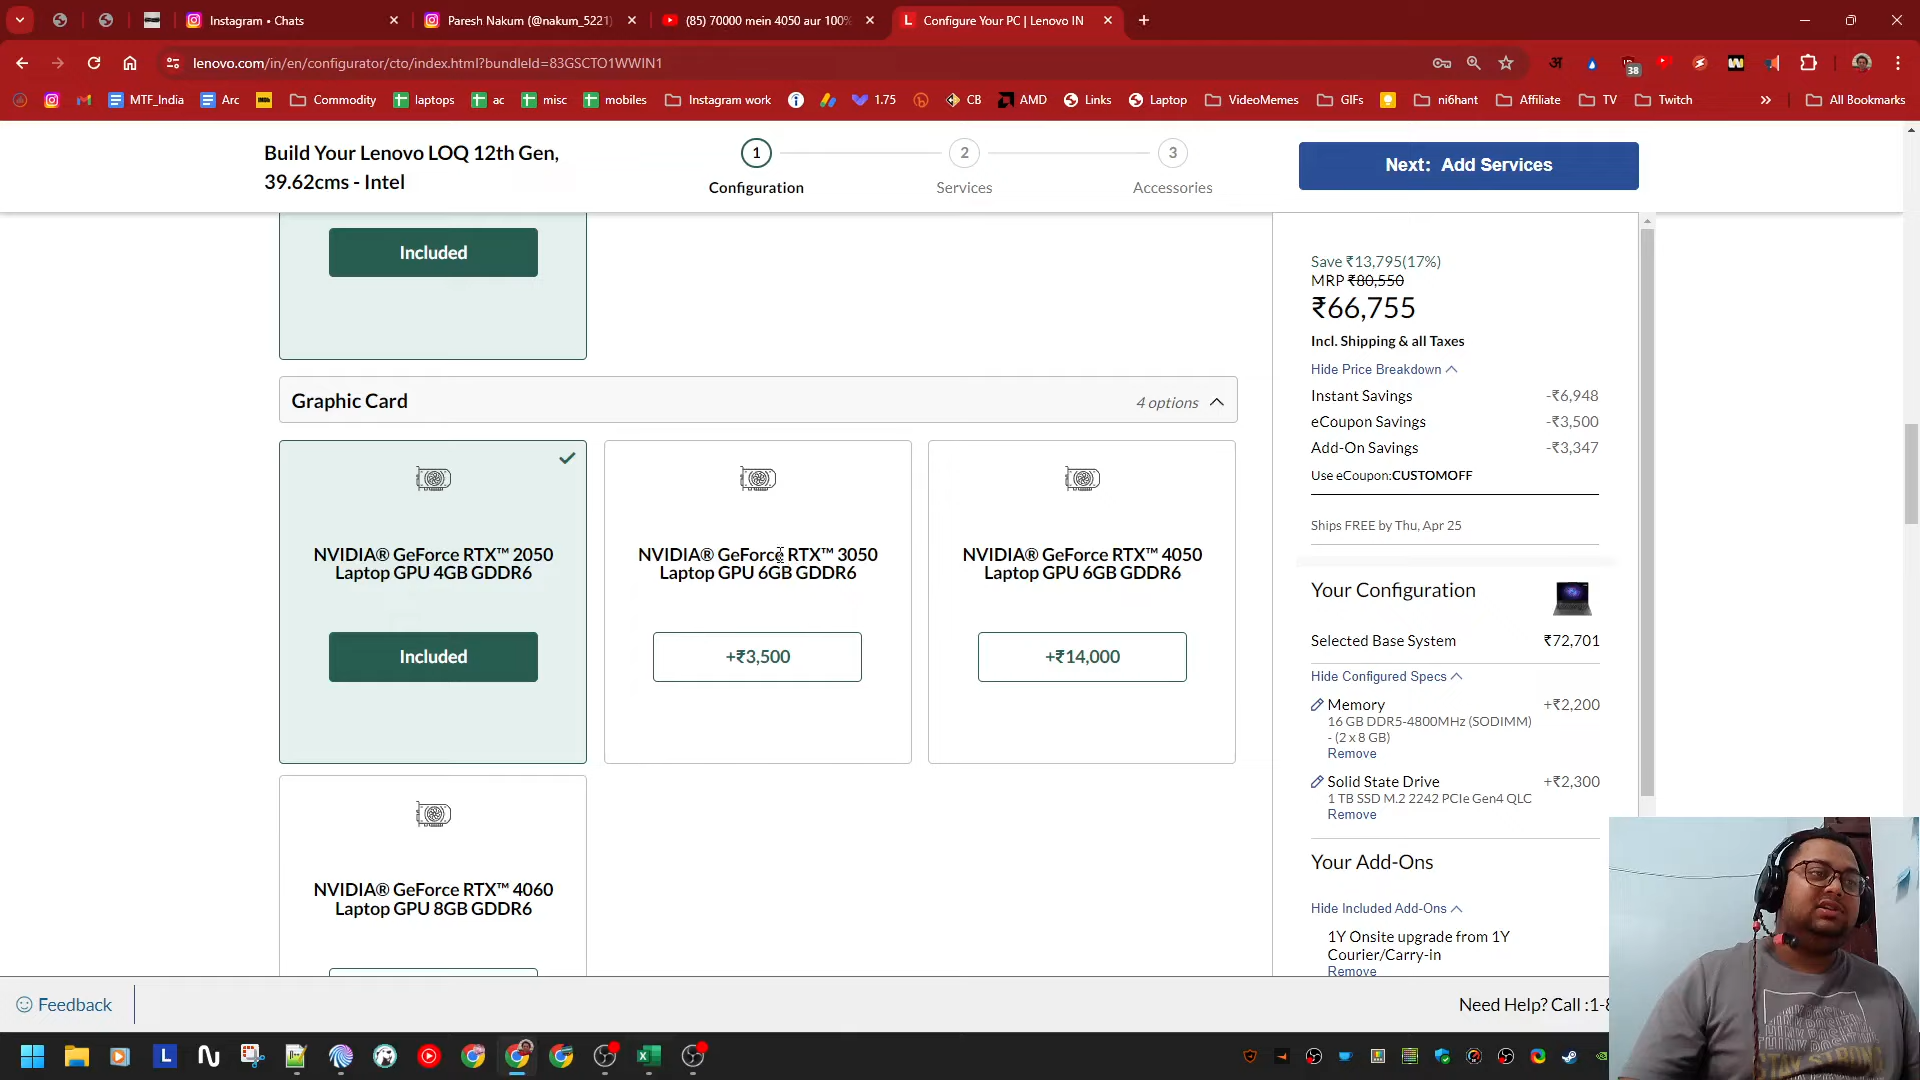 Instagram • Chats
Paresh Nakum (@nakum_5221)
(85) 70000 mein 4050 aur 100%
Configure Your PC | Lenovo IN
lenovo.com/in/en/configurator/cto/index.html?bundleId=83GSCTO1WWIN1
38
MTF_India
Arc
Commodity
laptops
ac
misc
mobiles
Instagram work
1.75
CB
AMD
Links
Laptop
VideoMemes
GIFs
ni6hant
Affiliate
TV
Twitch
All Bookmarks
Build Your Lenovo LOQ 12th Gen,
39.62cms - Intel
1
Configuration
2
Services
3
Accessories
Next: Add Services
Included
Graphic Card
4 options
NVIDIA® GeForce RTX™ 2050
Laptop GPU 4GB GDDR6
Included
NVIDIA® GeForce RTX™ 3050
Laptop GPU 6GB GDDR6
+₹3,500
NVIDIA® GeForce RTX™ 4050
Laptop GPU 6GB GDDR6
+₹14,000
NVIDIA® GeForce RTX™ 4060
Laptop GPU 8GB GDDR6
Save ₹13,795(17%)
MRP ₹80,550
₹66,755
Incl. Shipping & all Taxes
Hide Price Breakdown
Instant Savings -₹6,948
eCoupon Savings -₹3,500
Add-On Savings -₹3,347
Use eCoupon:CUSTOMOFF
Ships FREE by Thu, Apr 25
Your Configuration
Selected Base System ₹72,701
Hide Configured Specs
Memory +₹2,200
16 GB DDR5-4800MHz (SODIMM)
- (2 x 8 GB)
Remove
Solid State Drive +₹2,300
1 TB SSD M.2 2242 PCIe Gen4 QLC
Remove
Your Add-Ons
Hide Included Add-Ons
1Y Onsite upgrade from 1Y
Courier/Carry-in
Remove
Feedback
Need Help? Call :1-8